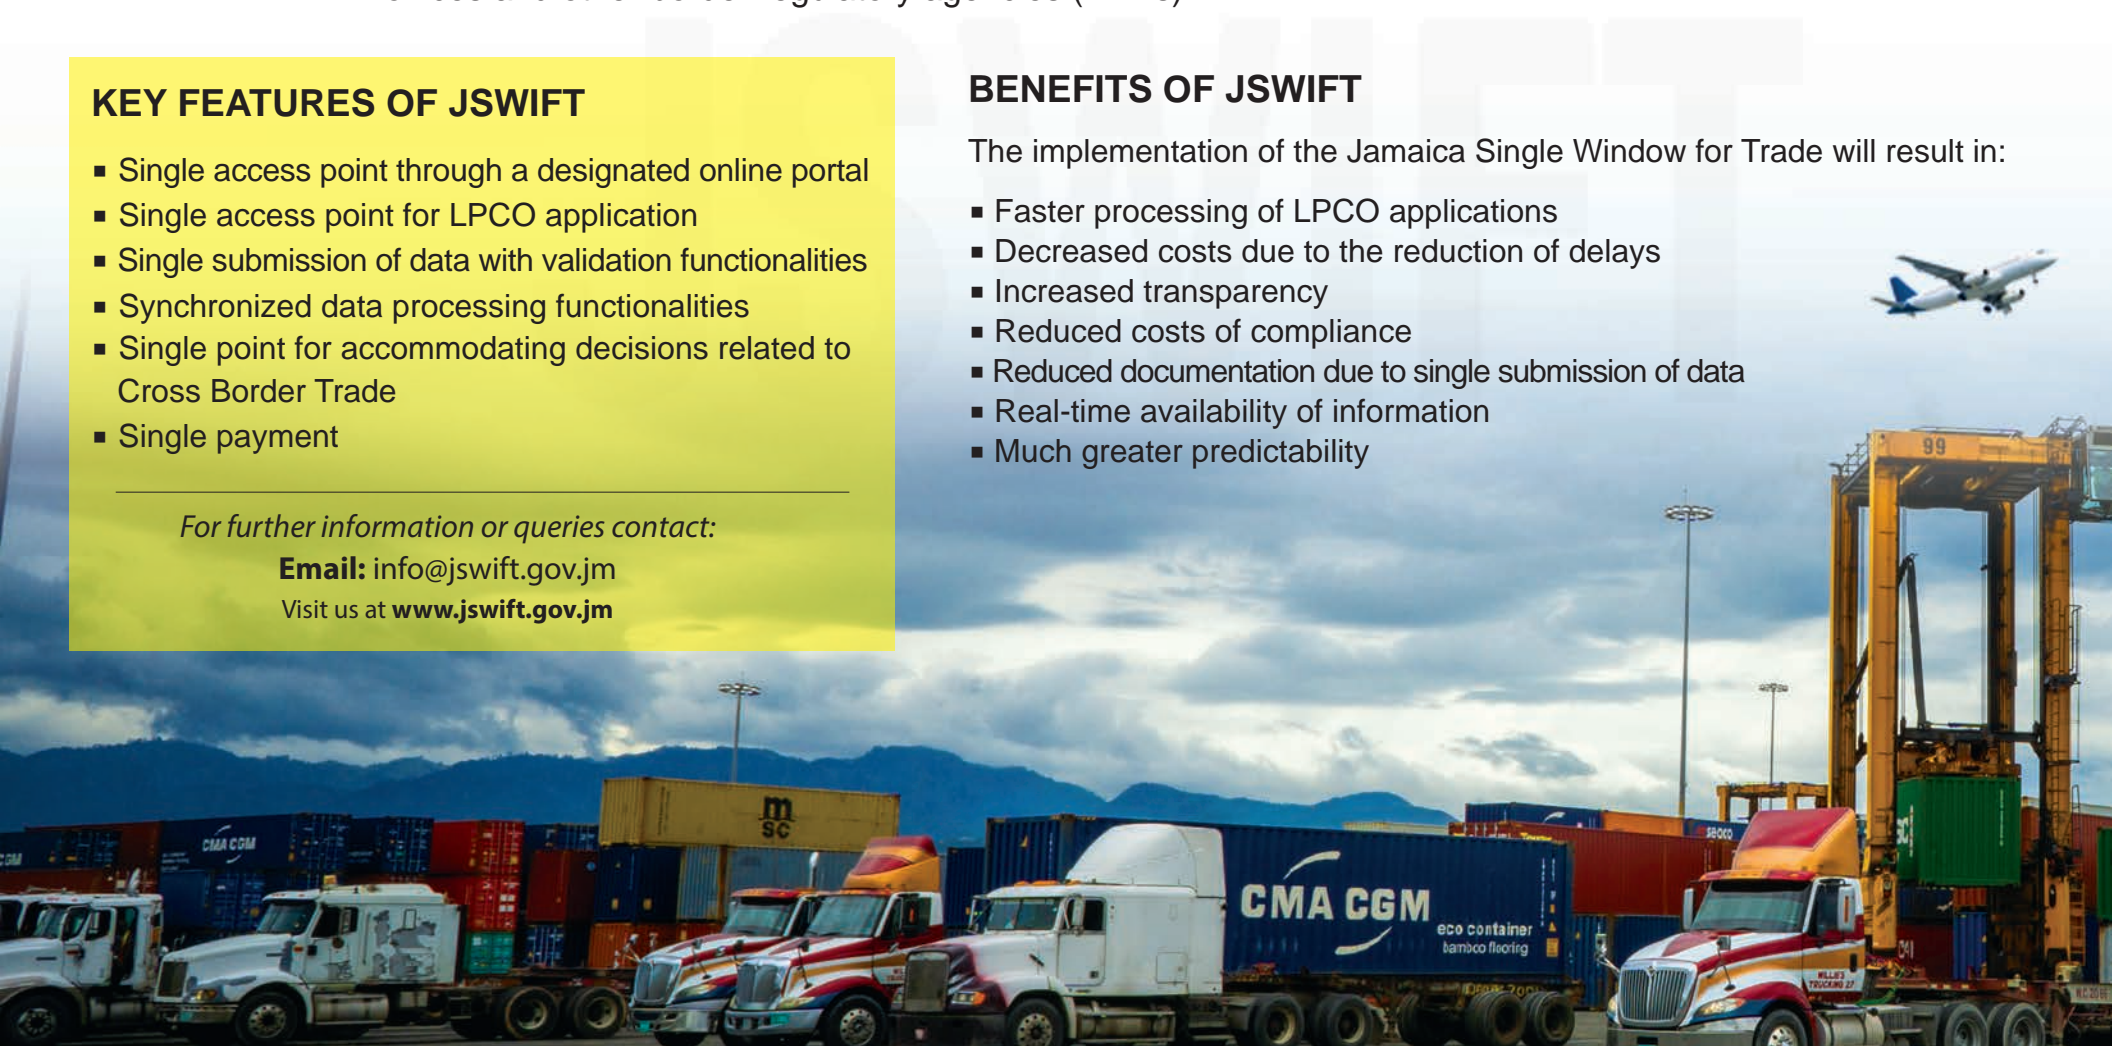 KEY FEATURES OF JSWIFT
▪ Single access point through a designated online portal
▪ Single access point for LPCO application
▪ Single submission of data with validation functionalities
▪ Synchronized data processing functionalities
▪ Single point for accommodating decisions related to
Cross Border Trade
▪ Single payment
For further information or queries contact:
Email: info@jswift.gov.jm
Visit us at www.jswift.gov.jm
BENEFITS OF JSWIFT
The implementation of the Jamaica Single Window for Trade will result in:
▪ Faster processing of LPCO applications
▪ Decreased costs due to the reduction of delays
▪ Increased transparency
▪ Reduced costs of compliance
▪ Reduced documentation due to single submission of data
▪ Real-time availability of information
▪ Much greater predictability
JSWIFT
99
m
SC
CMA CGM
CMA CGM
eco container
bamboo flooring
seaco
WILLIE'S
TRUCKING 27